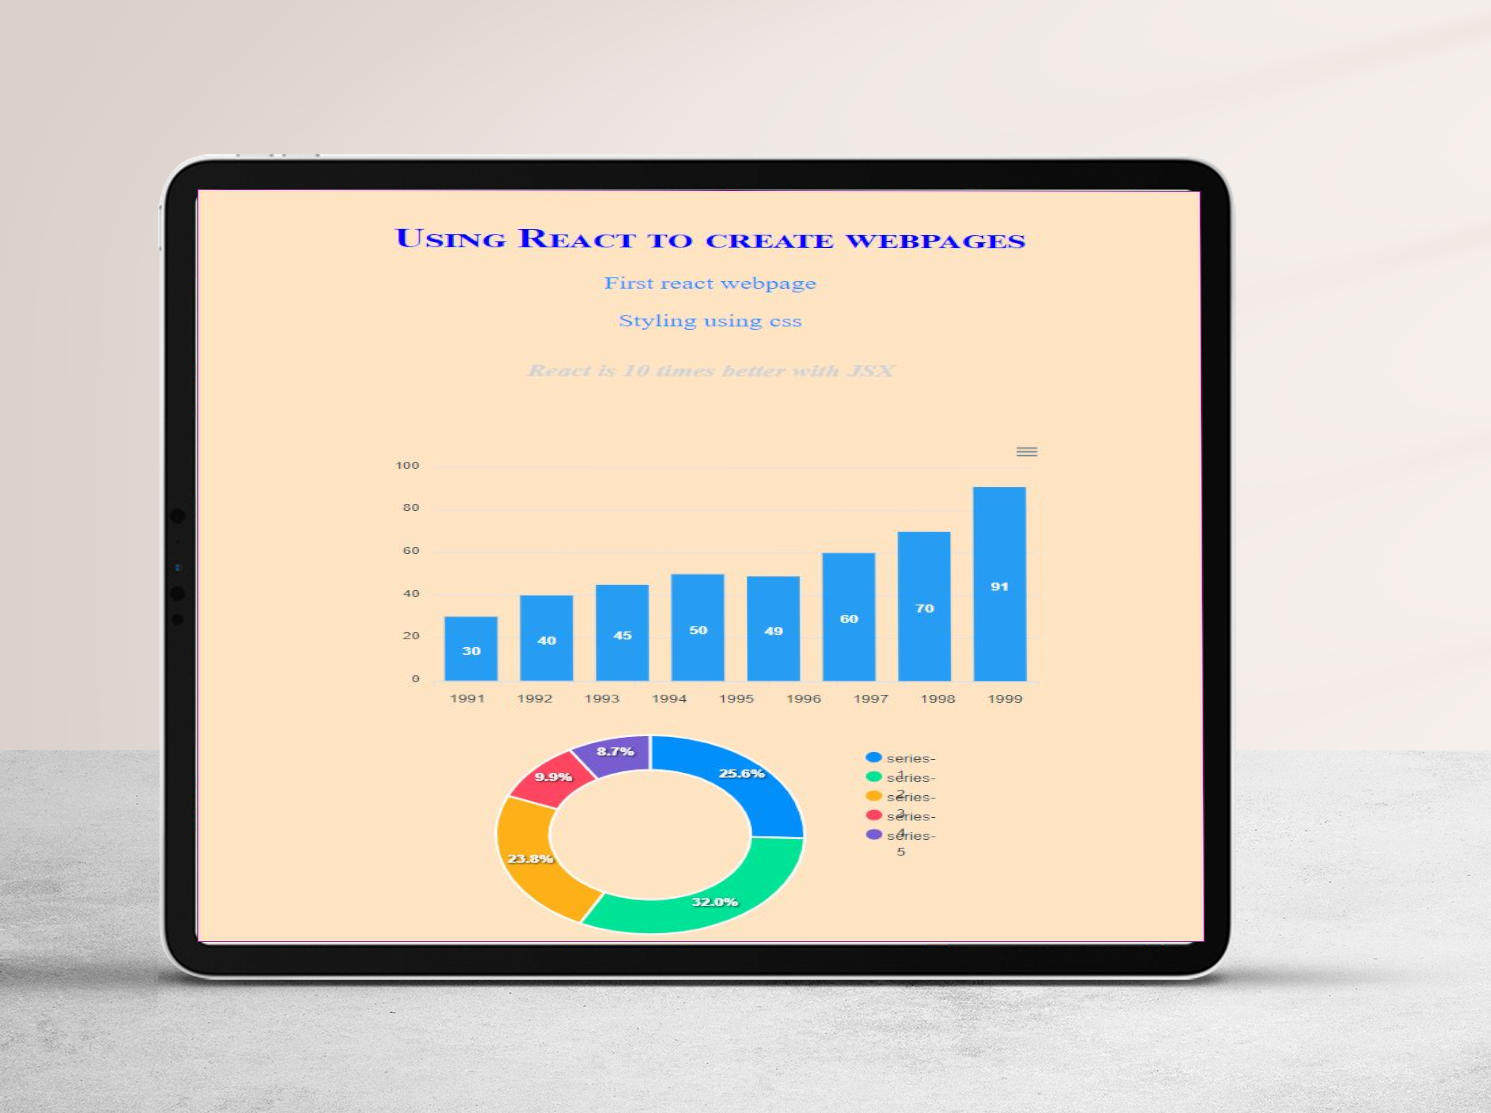 USING REACT TO CREATE WEBPAGES
First react webpage
Styling using css
React is 10 times better with JSX
100
80
60
40
20
0
30
40
45
50
49
60
70
91
1991 1992 1993 1994 1995 1996 1997 1998 1999
8.7%
25.6%
9.9%
23.8%
32.0%
series-
1
series-
2
series-
3
series-
4
series-
5